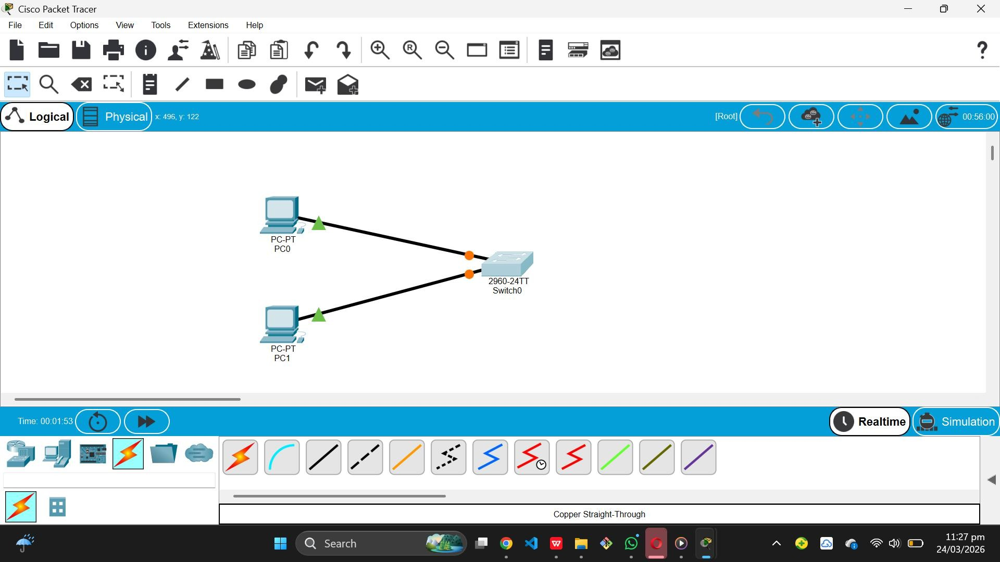 Cisco Packet Tracer
File Edit Options View Tools Extensions Help
Logical Physical x: 496, y: 122 [Root] 00:56:00
PC-PT
PC0
2960-24TT
Switch0
PC-PT
PC1
Time: 00:01:53 Realtime Simulation
Copper Straight-Through
Search
11:27 pm
24/03/2026